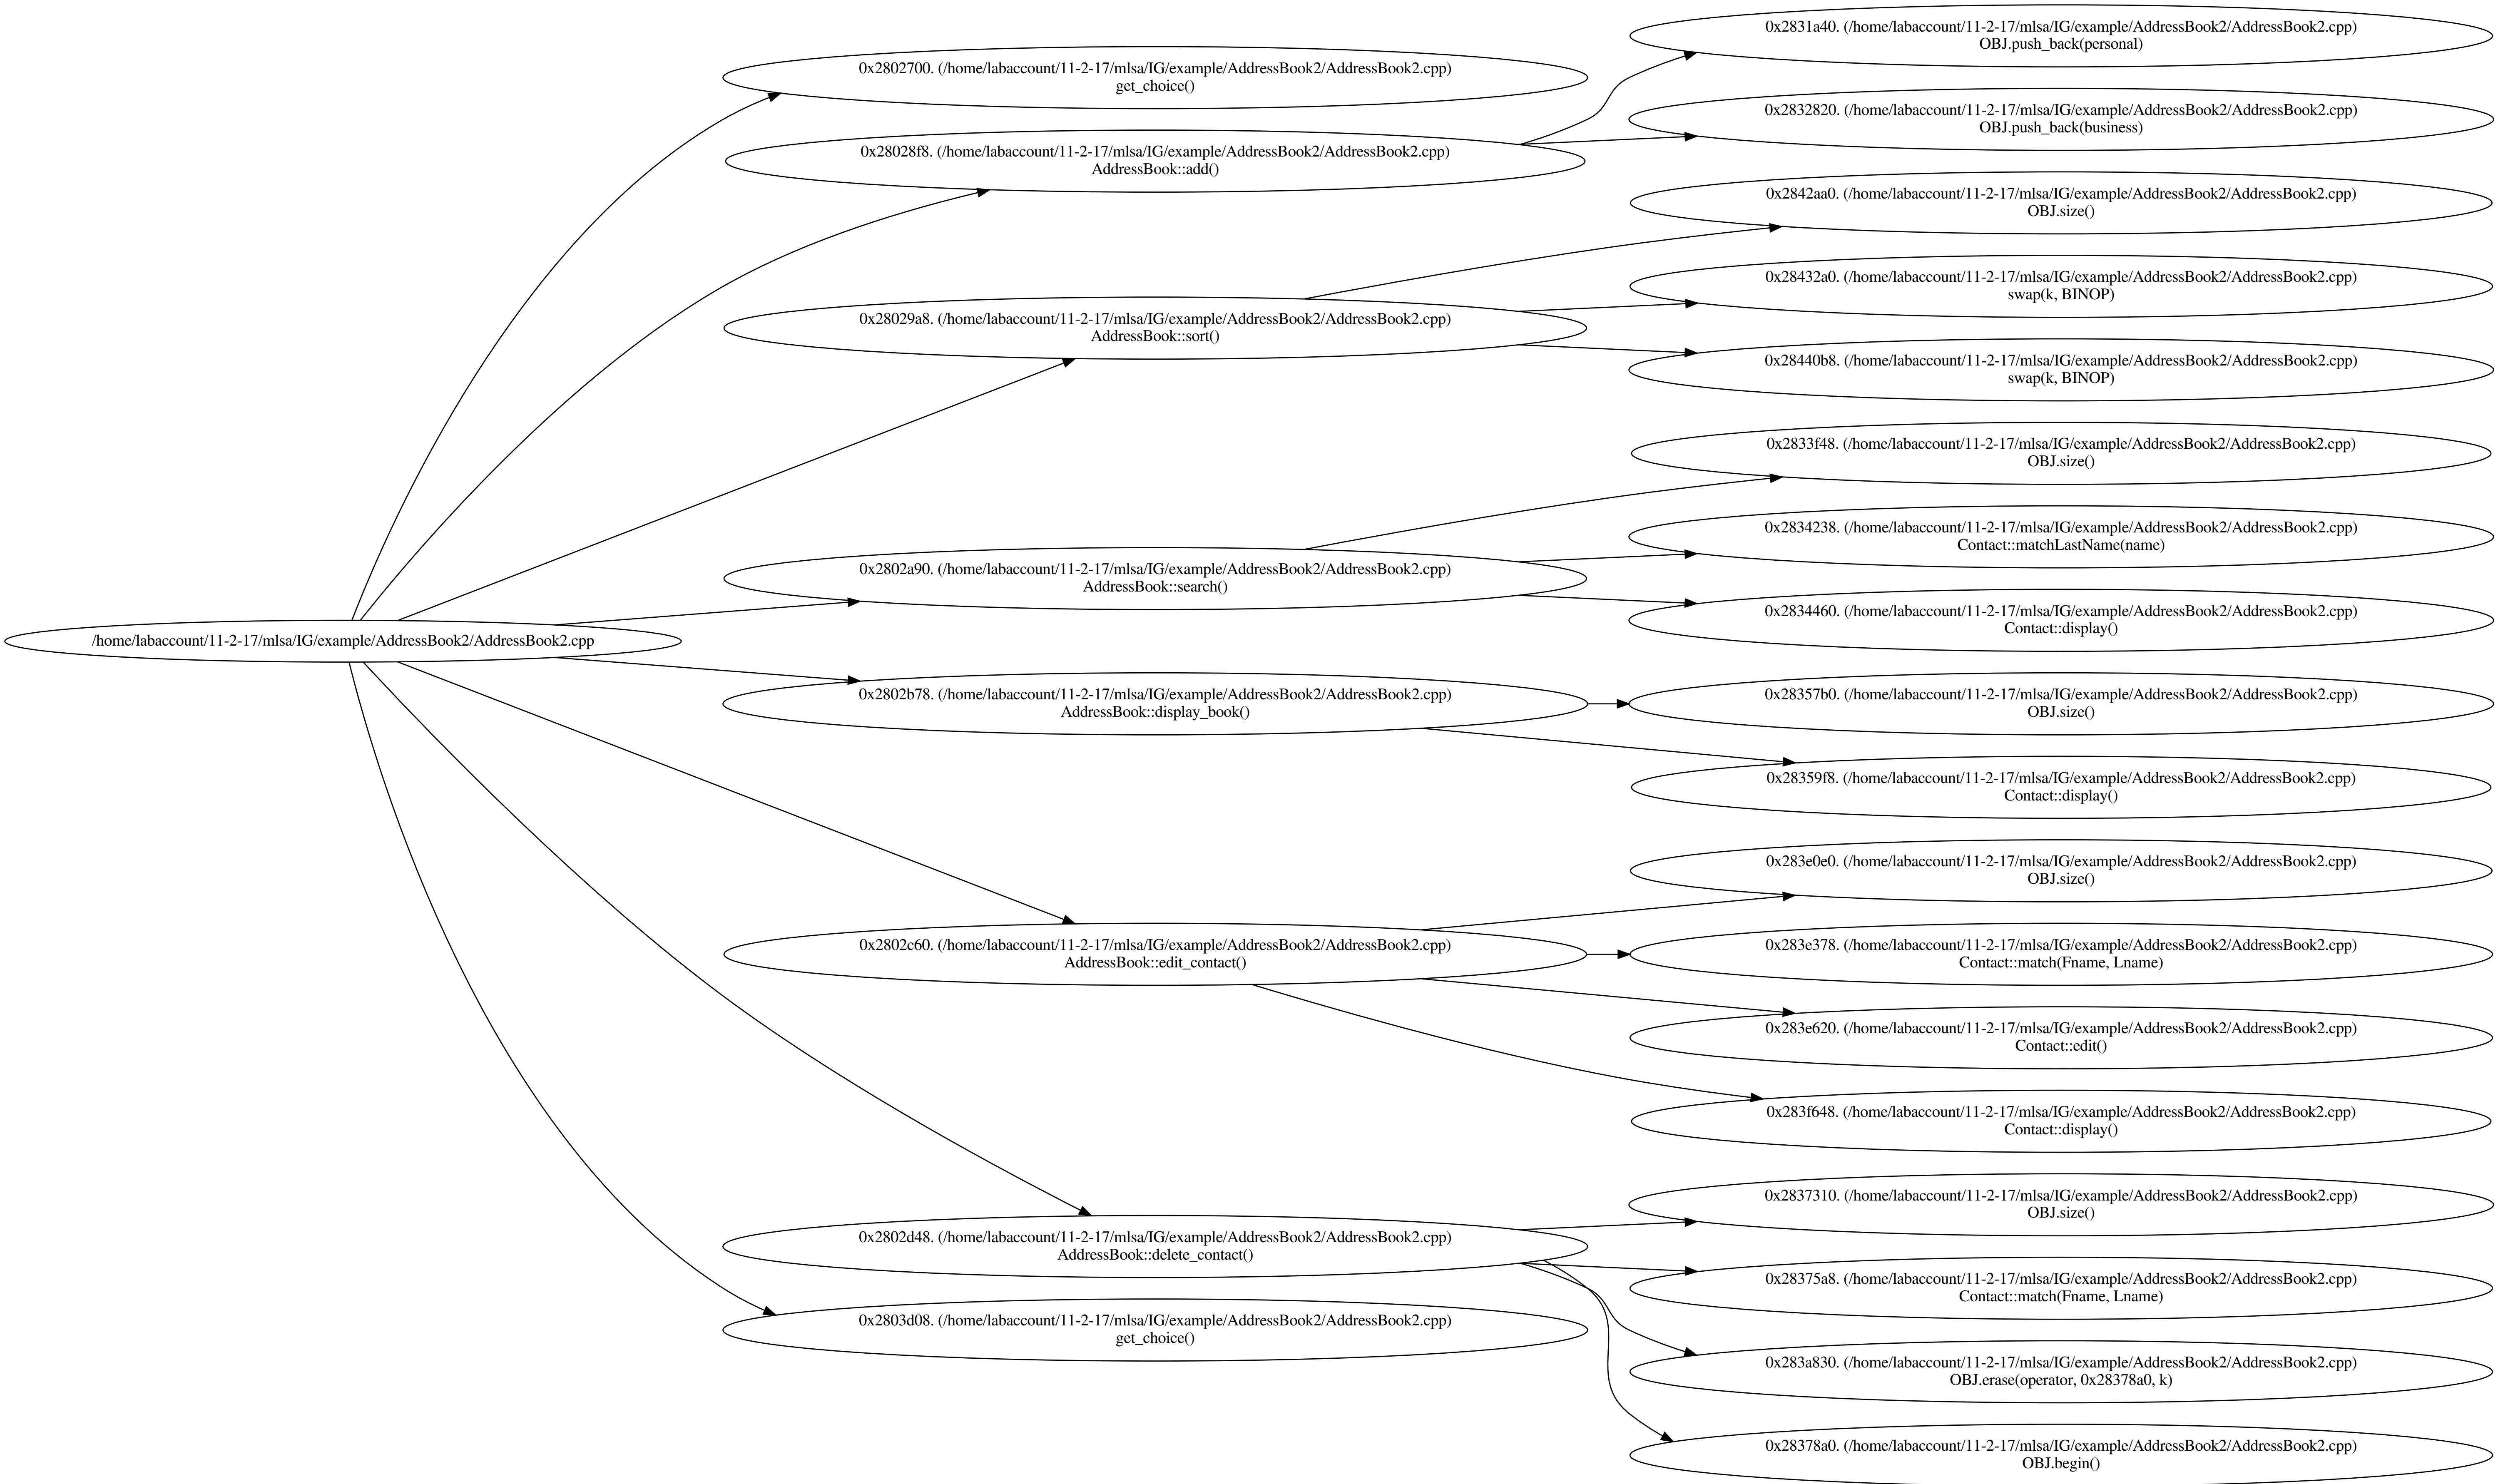 /home/labaccount/11-2-17/mlsa/IG/example/AddressBook2/AddressBook2.cpp
0x2802700. (/home/labaccount/11-2-17/mlsa/IG/example/AddressBook2/AddressBook2.cpp)
get_choice()
0x28028f8. (/home/labaccount/11-2-17/mlsa/IG/example/AddressBook2/AddressBook2.cpp)
AddressBook::add()
0x28029a8. (/home/labaccount/11-2-17/mlsa/IG/example/AddressBook2/AddressBook2.cpp)
AddressBook::sort()
0x2802a90. (/home/labaccount/11-2-17/mlsa/IG/example/AddressBook2/AddressBook2.cpp)
AddressBook::search()
0x2802b78. (/home/labaccount/11-2-17/mlsa/IG/example/AddressBook2/AddressBook2.cpp)
AddressBook::display_book()
0x2802c60. (/home/labaccount/11-2-17/mlsa/IG/example/AddressBook2/AddressBook2.cpp)
AddressBook::edit_contact()
0x2802d48. (/home/labaccount/11-2-17/mlsa/IG/example/AddressBook2/AddressBook2.cpp)
AddressBook::delete_contact()
0x2803d08. (/home/labaccount/11-2-17/mlsa/IG/example/AddressBook2/AddressBook2.cpp)
get_choice()
0x2831a40. (/home/labaccount/11-2-17/mlsa/IG/example/AddressBook2/AddressBook2.cpp)
OBJ.push_back(personal)
0x2832820. (/home/labaccount/11-2-17/mlsa/IG/example/AddressBook2/AddressBook2.cpp)
OBJ.push_back(business)
0x2842aa0. (/home/labaccount/11-2-17/mlsa/IG/example/AddressBook2/AddressBook2.cpp)
OBJ.size()
0x28432a0. (/home/labaccount/11-2-17/mlsa/IG/example/AddressBook2/AddressBook2.cpp)
swap(k, BINOP)
0x28440b8. (/home/labaccount/11-2-17/mlsa/IG/example/AddressBook2/AddressBook2.cpp)
swap(k, BINOP)
0x2833f48. (/home/labaccount/11-2-17/mlsa/IG/example/AddressBook2/AddressBook2.cpp)
OBJ.size()
0x2834238. (/home/labaccount/11-2-17/mlsa/IG/example/AddressBook2/AddressBook2.cpp)
Contact::matchLastName(name)
0x2834460. (/home/labaccount/11-2-17/mlsa/IG/example/AddressBook2/AddressBook2.cpp)
Contact::display()
0x28357b0. (/home/labaccount/11-2-17/mlsa/IG/example/AddressBook2/AddressBook2.cpp)
OBJ.size()
0x28359f8. (/home/labaccount/11-2-17/mlsa/IG/example/AddressBook2/AddressBook2.cpp)
Contact::display()
0x283e0e0. (/home/labaccount/11-2-17/mlsa/IG/example/AddressBook2/AddressBook2.cpp)
OBJ.size()
0x283e378. (/home/labaccount/11-2-17/mlsa/IG/example/AddressBook2/AddressBook2.cpp)
Contact::match(Fname, Lname)
0x283e620. (/home/labaccount/11-2-17/mlsa/IG/example/AddressBook2/AddressBook2.cpp)
Contact::edit()
0x283f648. (/home/labaccount/11-2-17/mlsa/IG/example/AddressBook2/AddressBook2.cpp)
Contact::display()
0x2837310. (/home/labaccount/11-2-17/mlsa/IG/example/AddressBook2/AddressBook2.cpp)
OBJ.size()
0x28375a8. (/home/labaccount/11-2-17/mlsa/IG/example/AddressBook2/AddressBook2.cpp)
Contact::match(Fname, Lname)
0x283a830. (/home/labaccount/11-2-17/mlsa/IG/example/AddressBook2/AddressBook2.cpp)
OBJ.erase(operator, 0x28378a0, k)
0x28378a0. (/home/labaccount/11-2-17/mlsa/IG/example/AddressBook2/AddressBook2.cpp)
OBJ.begin()